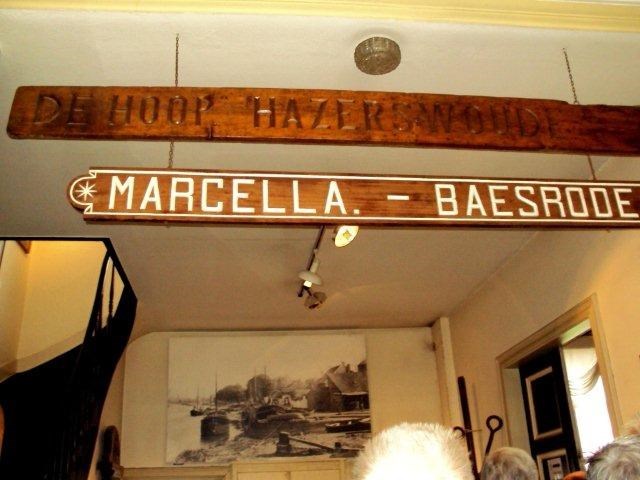 DE HOOP HAZERSWOUDE
MARCELLA. - BAESRODE